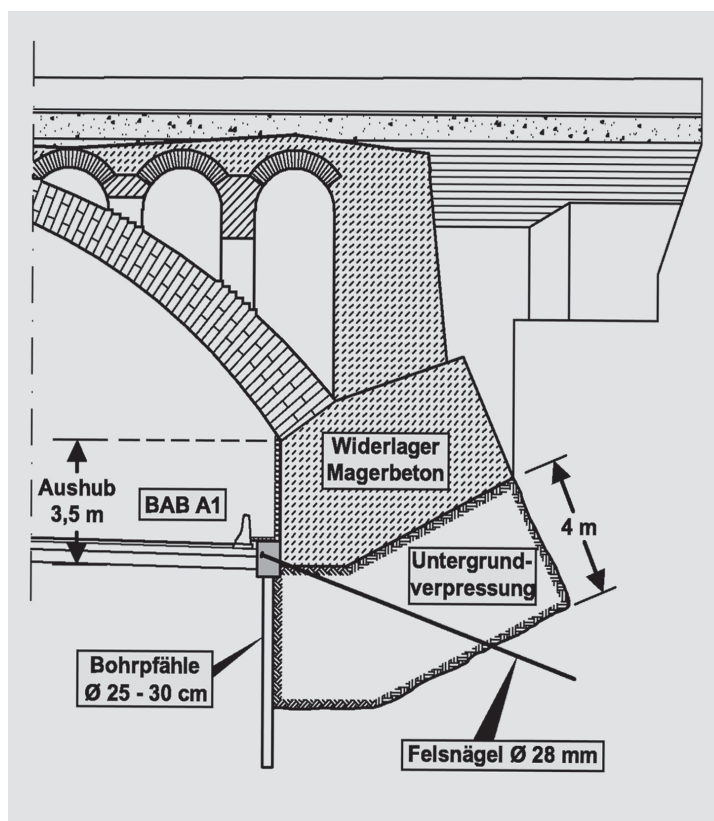 Widerlager
Magerbeton
Aushub
3,5 m
BAB A1
4 m
Untergrund-
verpressung
Bohrpfähle
Ø 25 - 30 cm
Felsnägel Ø 28 mm